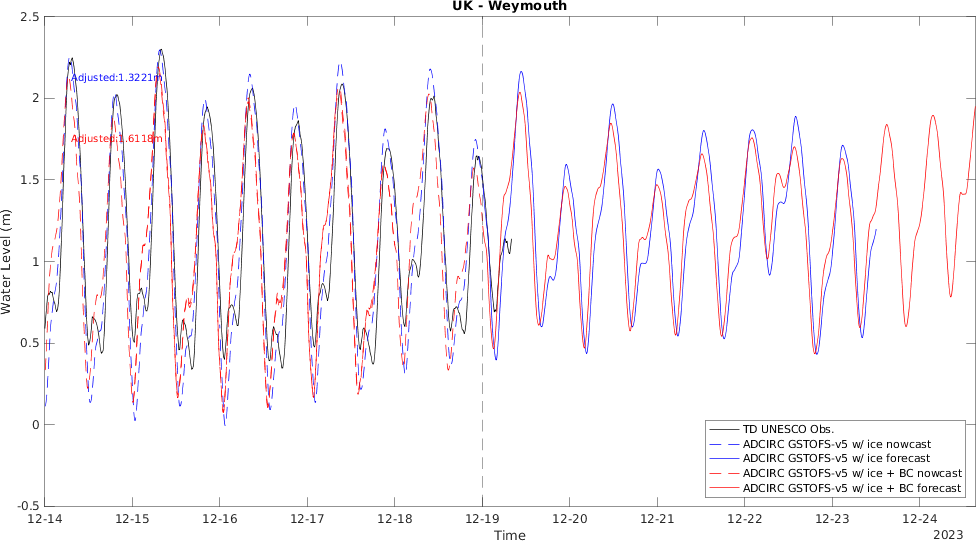 UK - Weymouth
2.5
2
1.5
1
0.5
0
-0.5
Water Level (m)
Adjusted:1.3221m
Adjusted:1.6118m
TD UNESCO Obs.
ADCIRC GSTOFS-v5 w/ ice nowcast
ADCIRC GSTOFS-v5 w/ ice forecast
ADCIRC GSTOFS-v5 w/ ice + BC nowcast
ADCIRC GSTOFS-v5 w/ ice + BC forecast
12-14 12-15 12-16 12-17 12-18 12-19 12-20 12-21 12-22 12-23 12-24
Time
2023